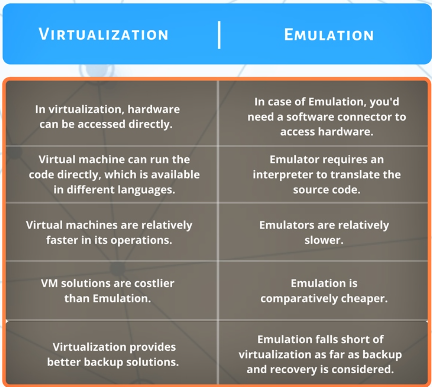 Virtualization | Emulation
In virtualization, hardware
can be accessed directly.
In case of Emulation, you'd
need a software connector to
access hardware.
Virtual machine can run the
code directly, which is available
in different languages.
Emulator requires an
interpreter to translate the
source code.
Virtual machines are relatively
faster in its operations.
Emulators are relatively
slower.
VM solutions are costlier
than Emulation.
Emulation is
comparatively cheaper.
Virtualization provides
better backup solutions.
Emulation falls short of
virtualization as far as backup
and recovery is considered.